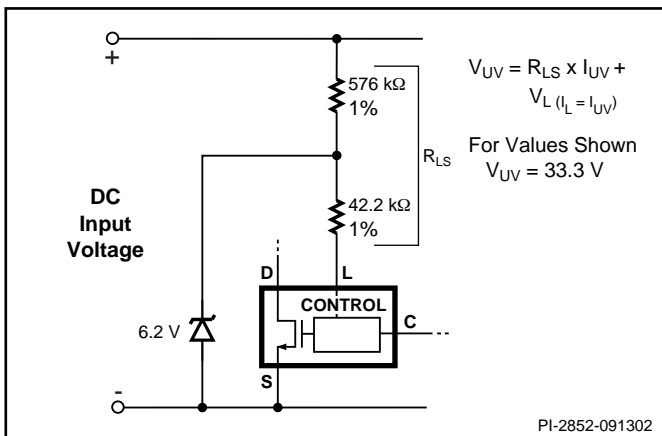 +
576 kΩ
1%
V_UV = R_LS x I_UV +
V_L (I_L = I_UV)
For Values Shown
V_UV = 33.3 V
R_LS
DC
Input
Voltage
42.2 kΩ
1%
D
L
CONTROL
C
6.2 V
S
-
PI-2852-091302